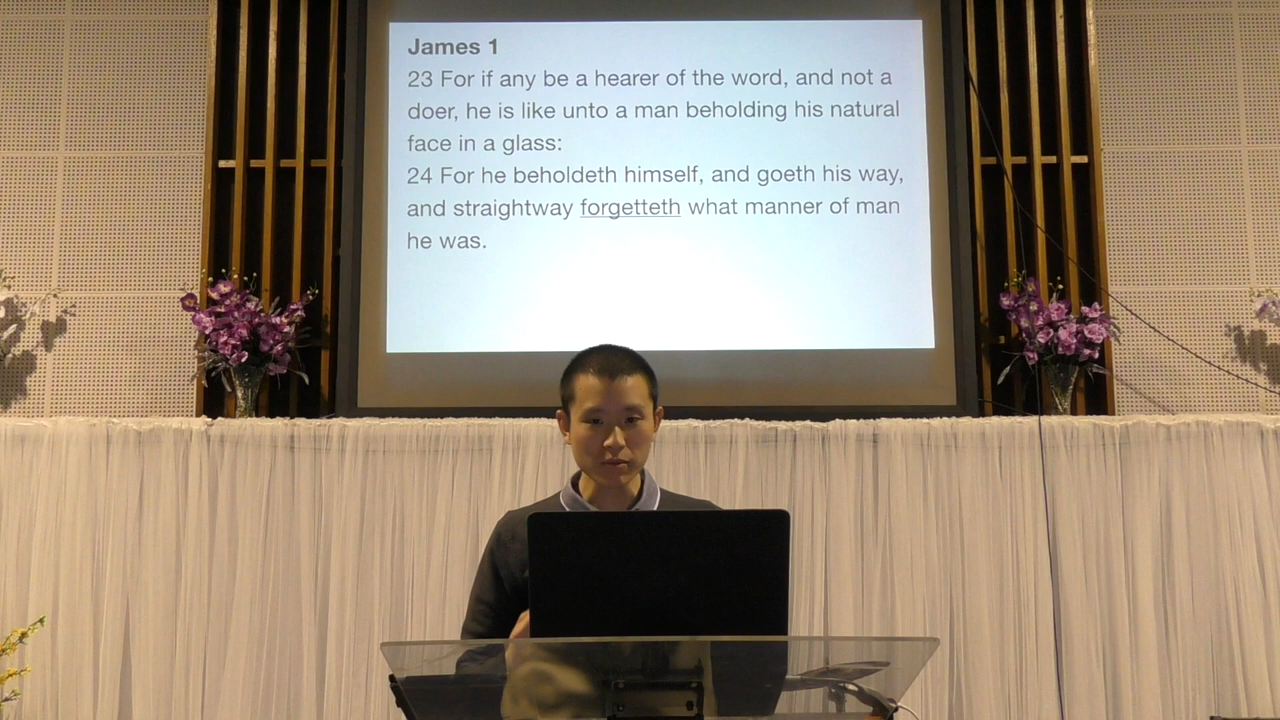 James 1
23 For if any be a hearer of the word, and not a
doer, he is like unto a man beholding his natural
face in a glass:
24 For he beholdeth himself, and goeth his way,
and straightway forgetteth what manner of man
he was.